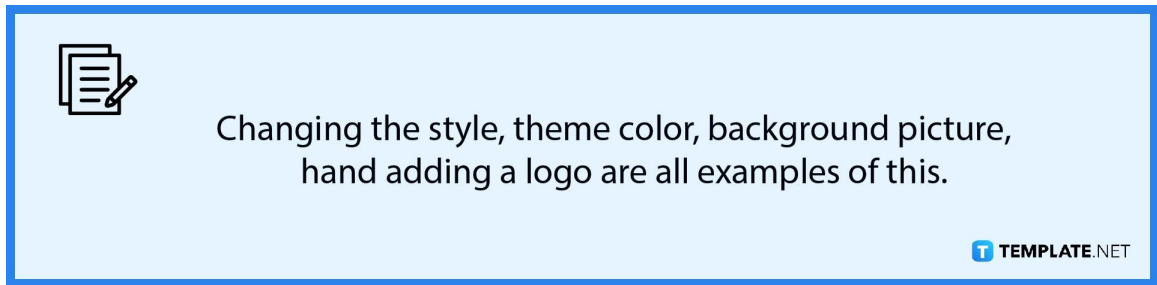 Changing the style, theme color, background picture,
hand adding a logo are all examples of this.
T TEMPLATE.NET